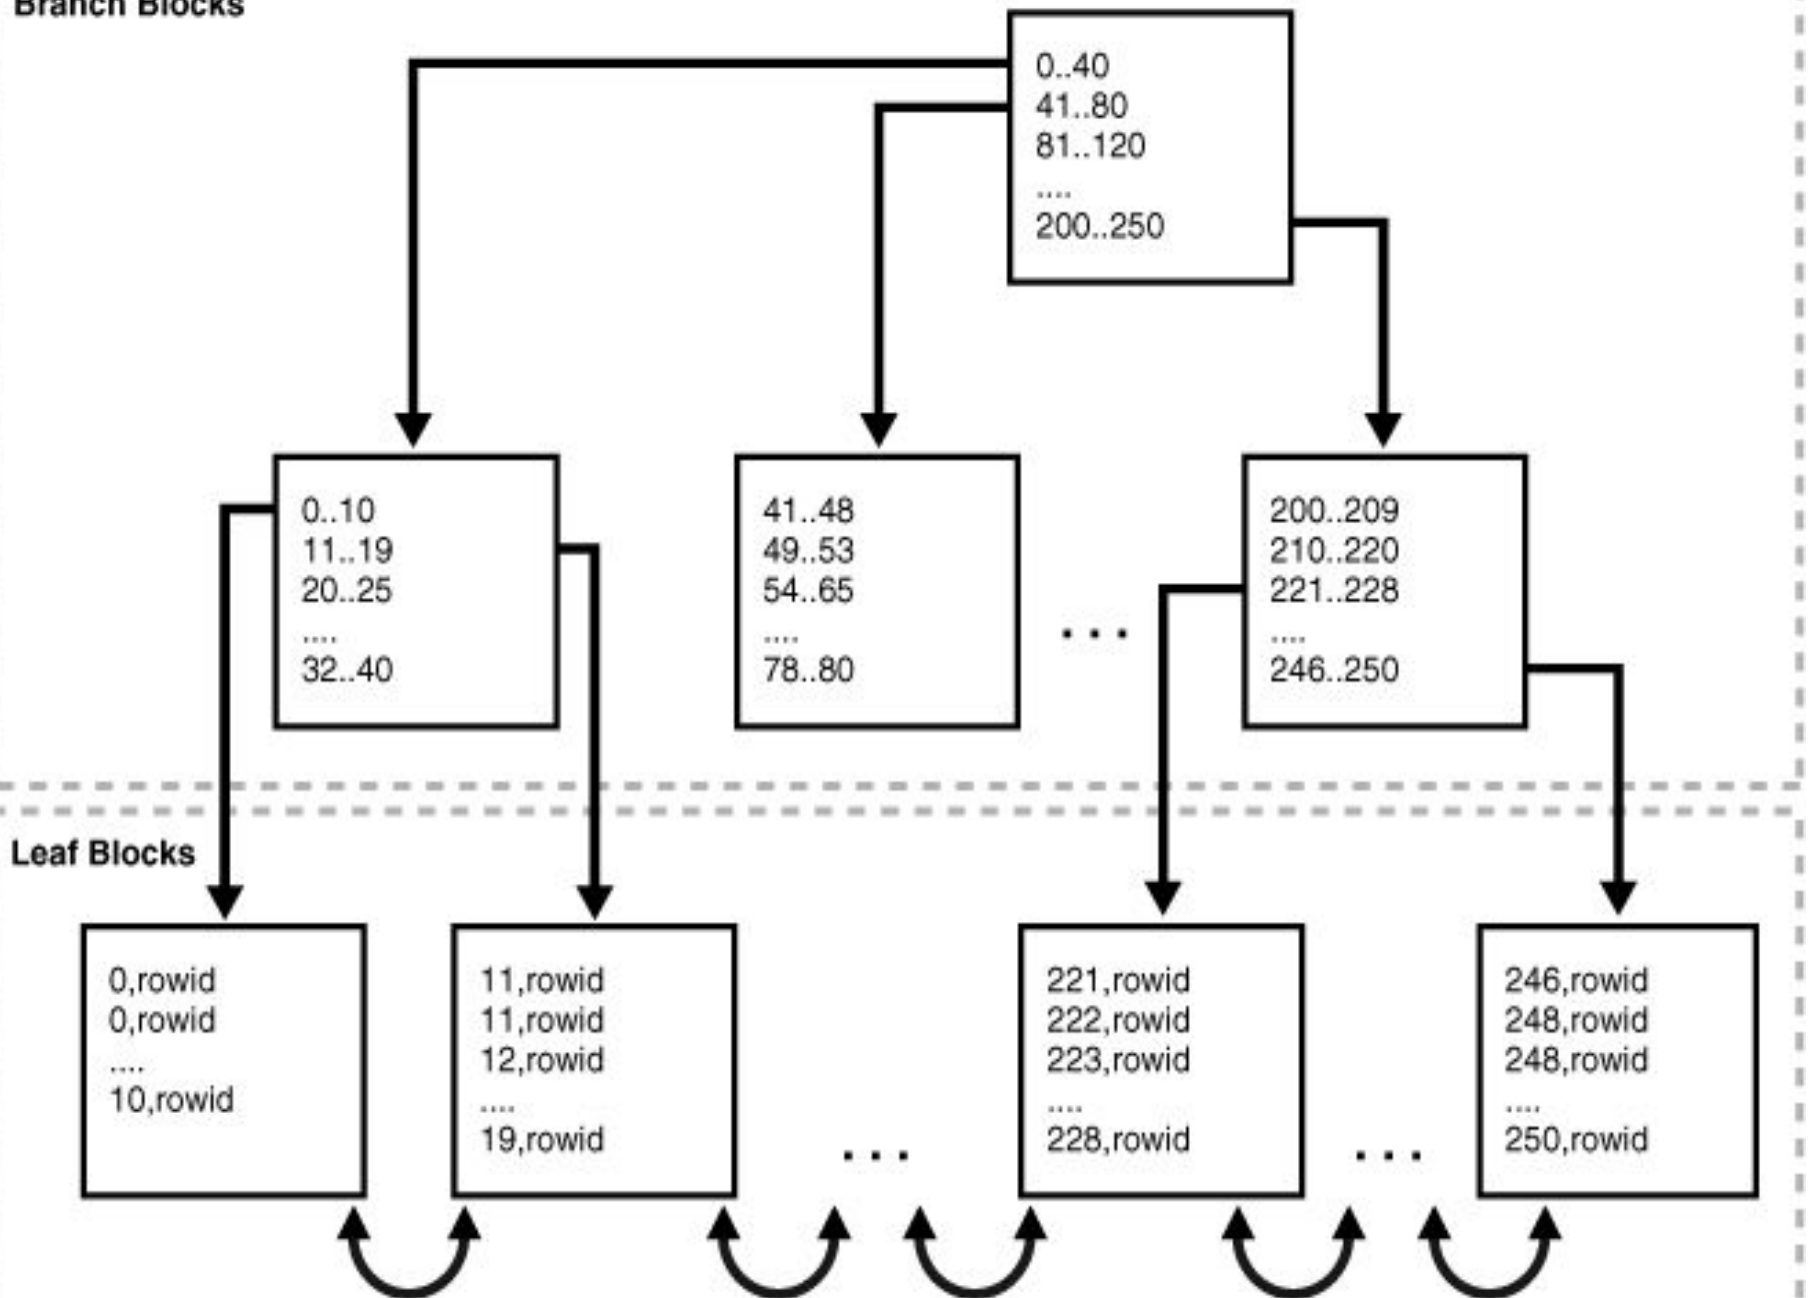 Branch Blocks
0..40
41..80
81..120
....
200..250
0..10
11..19
20..25
....
32..40
41..48
49..53
54..65
....
78..80
...
200..209
210..220
221..228
....
246..250
Leaf Blocks
0,rowid
0,rowid
....
10,rowid
11,rowid
11,rowid
12,rowid
....
19,rowid
...
221,rowid
222,rowid
223,rowid
....
228,rowid
...
246,rowid
248,rowid
248,rowid
....
250,rowid